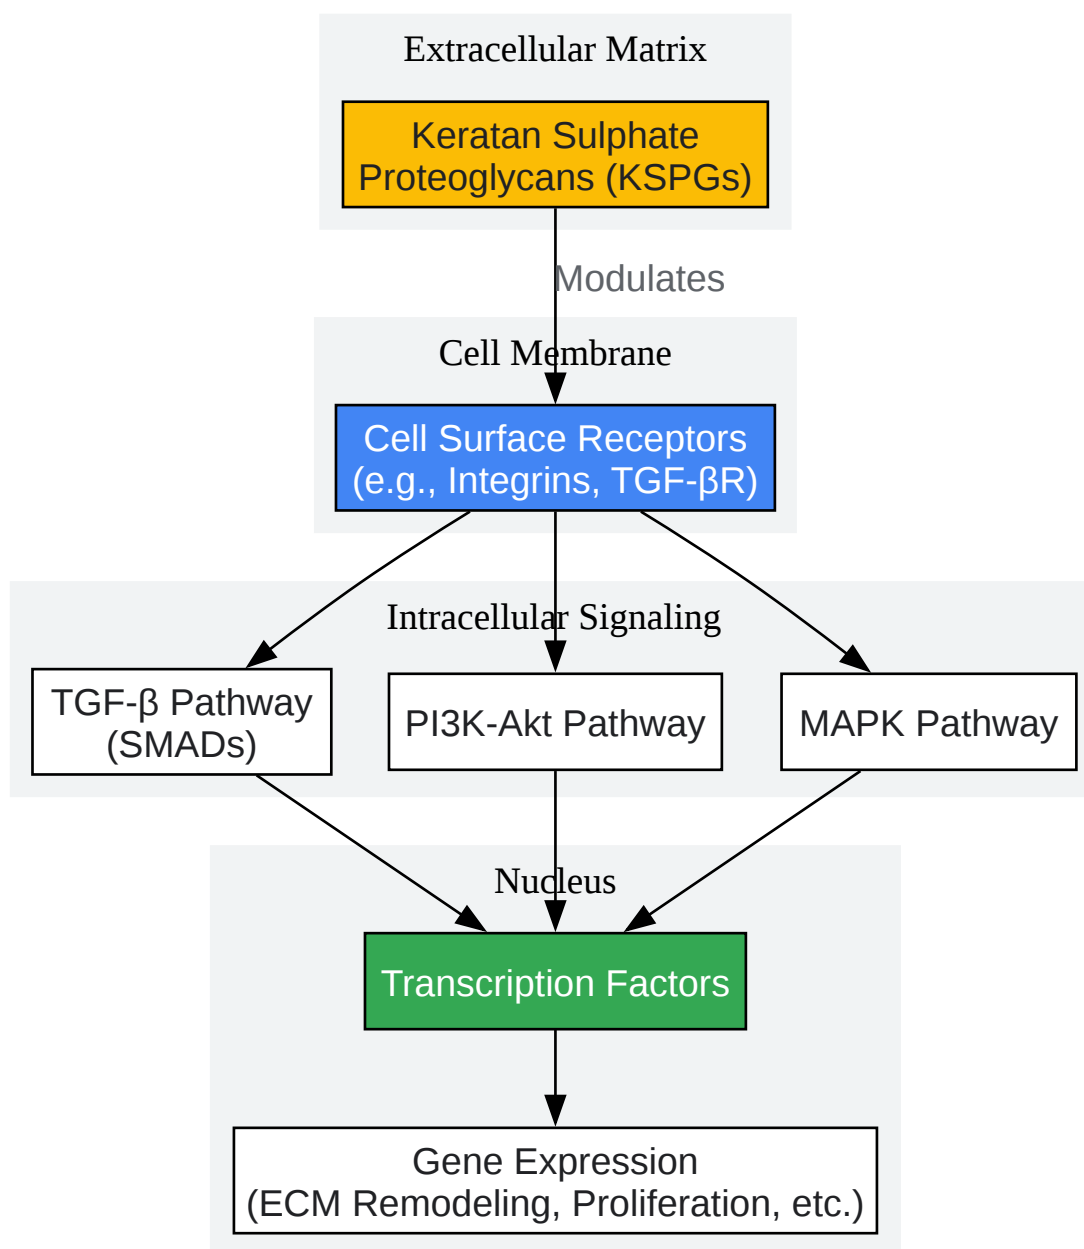 Extracellular Matrix
Keratan Sulphate
Proteoglycans (KSPGs)
Modulates
Cell Membrane
Cell Surface Receptors
(e.g., Integrins, TGF-βR)
Intracellular Signaling
TGF-β Pathway
(SMADs)
PI3K-Akt Pathway
MAPK Pathway
Nucleus
Transcription Factors
Gene Expression
(ECM Remodeling, Proliferation, etc.)